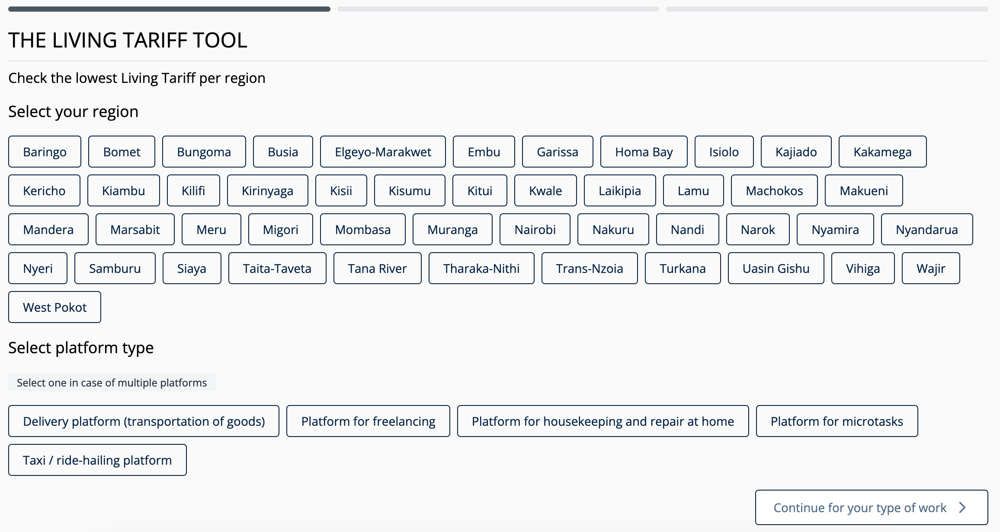 THE LIVING TARIFF TOOL
Check the lowest Living Tariff per region
Select your region
Baringo Bomet Bungoma Busia Elgeyo-Marakwet Embu Garissa Homa Bay Isiolo Kajiado Kakamega
Kericho Kiambu Kilifi Kirinyaga Kisii Kisumu Kitui Kwale Laikipia Lamu Machokos Makueni
Mandera Marsabit Meru Migori Mombasa Muranga Nairobi Nakuru Nandi Narok Nyamira Nyandarua
Nyeri Samburu Siaya Taita-Taveta Tana River Tharaka-Nithi Trans-Nzoia Turkana Uasin Gishu Vihiga Wajir
West Pokot
Select platform type
Select one in case of multiple platforms
Delivery platform (transportation of goods) Platform for freelancing Platform for housekeeping and repair at home Platform for microtasks
Taxi / ride-hailing platform
Continue for your type of work